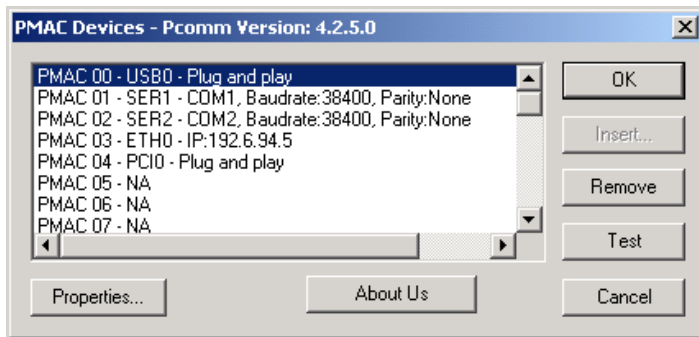 PMAC Devices - Pcomm Version: 4.2.5.0
PMAC 00 - USB0 - Plug and play
PMAC 01 - SER1 - COM1, Baudrate:38400, Parity:None
PMAC 02 - SER2 - COM2, Baudrate:38400, Parity:None
PMAC 03 - ETH0 - IP:192.6.94.5
PMAC 04 - PCI0 - Plug and play
PMAC 05 - NA
PMAC 06 - NA
PMAC 07 - NA
OK
Insert...
Remove
Test
Properties...
About Us
Cancel